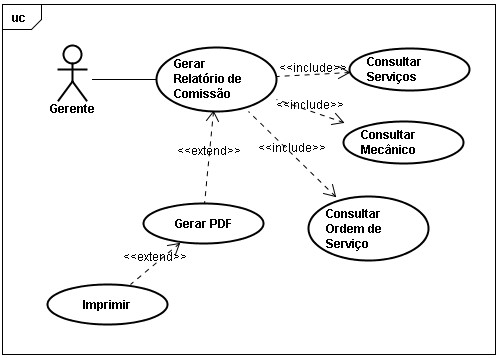 uc
Gerar
Relatório de
Comissão
<<include>>
Consultar
Serviços
Gerente
<<include>>
Consultar
Mecânico
<<extend>>
<<include>>
Gerar PDF
Consultar
Ordem de
Serviço
<<extend>>
Imprimir